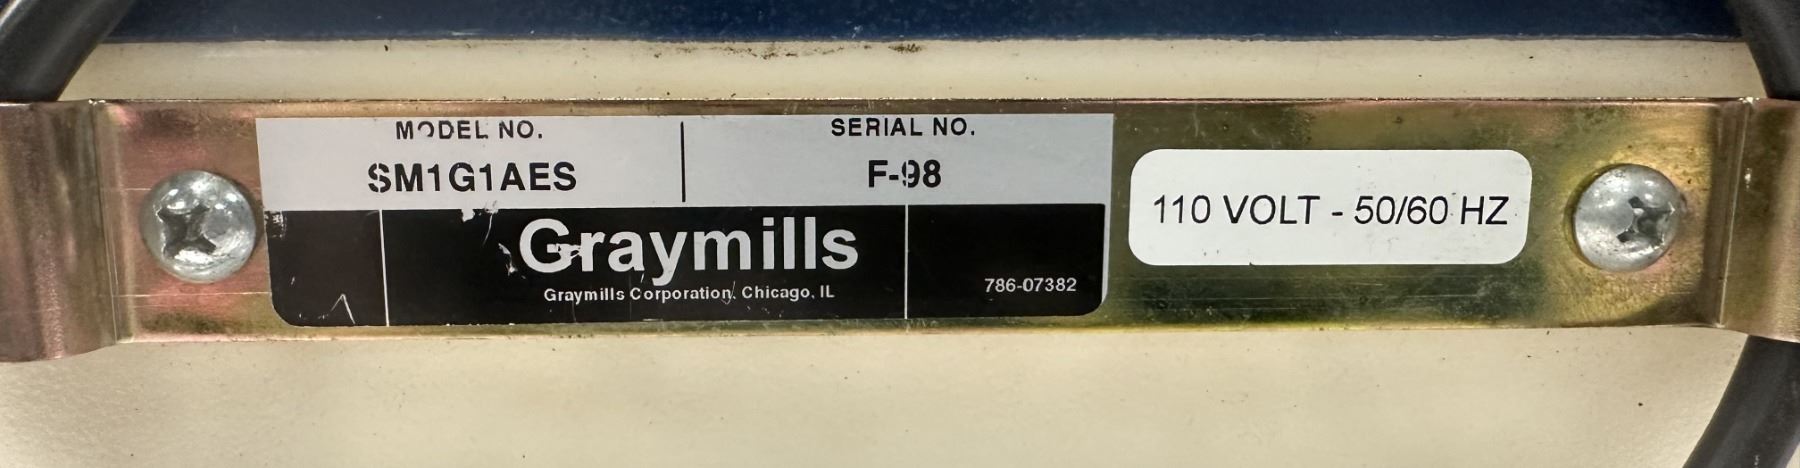 MODEL NO.
SERIAL NO.
SM1G1AES
F-98
Graymills
Graymills Corporation, Chicago, IL
786-07382
110 VOLT - 50/60 HZ